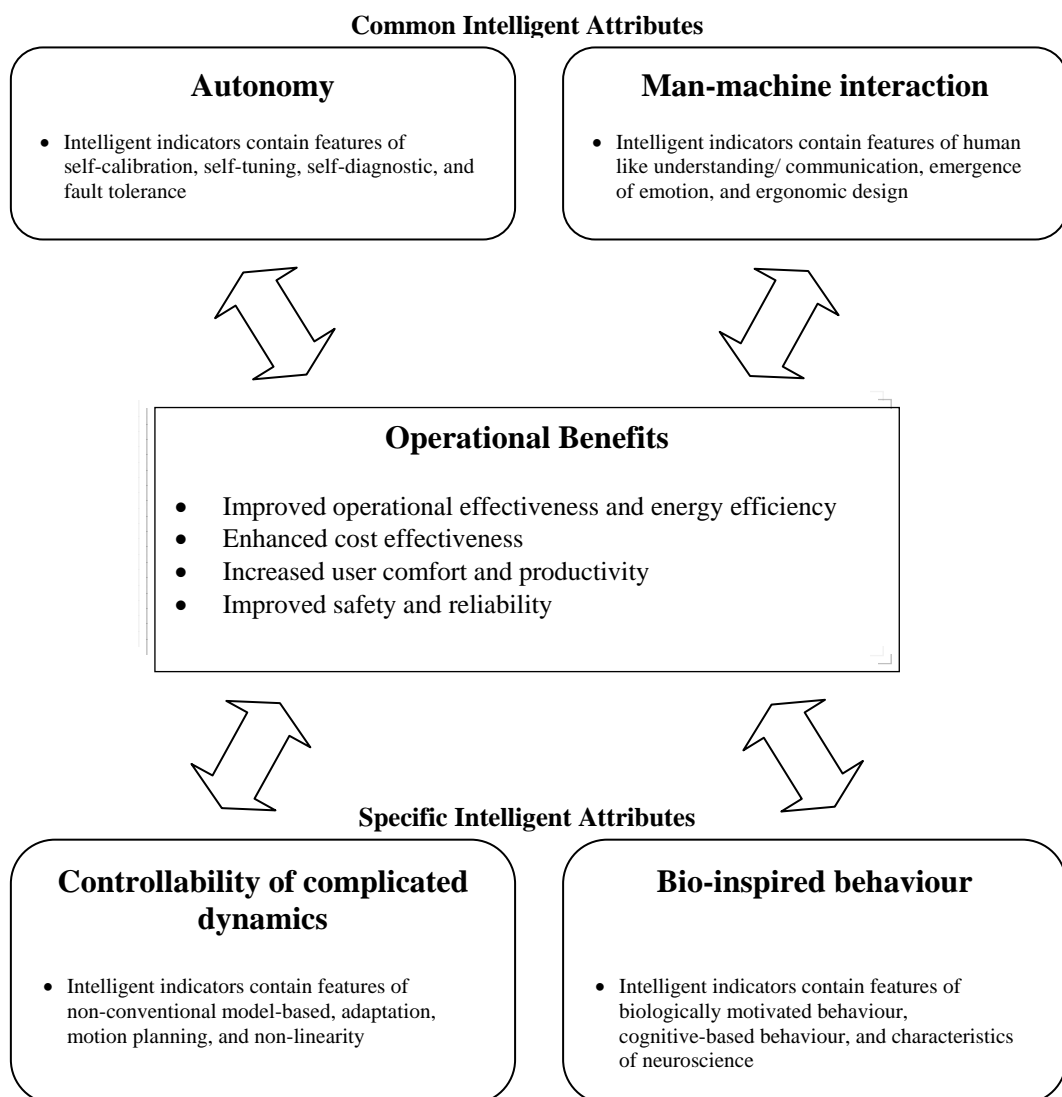 Common Intelligent Attributes
Autonomy
• Intelligent indicators contain features of
self-calibration, self-tuning, self-diagnostic, and
fault tolerance
Man-machine interaction
• Intelligent indicators contain features of human
like understanding/ communication, emergence
of emotion, and ergonomic design
Operational Benefits
• Improved operational effectiveness and energy efficiency
• Enhanced cost effectiveness
• Increased user comfort and productivity
• Improved safety and reliability
Specific Intelligent Attributes
Controllability of complicated
dynamics
• Intelligent indicators contain features of
non-conventional model-based, adaptation,
motion planning, and non-linearity
Bio-inspired behaviour
• Intelligent indicators contain features of
biologically motivated behaviour,
cognitive-based behaviour, and characteristics
of neuroscience